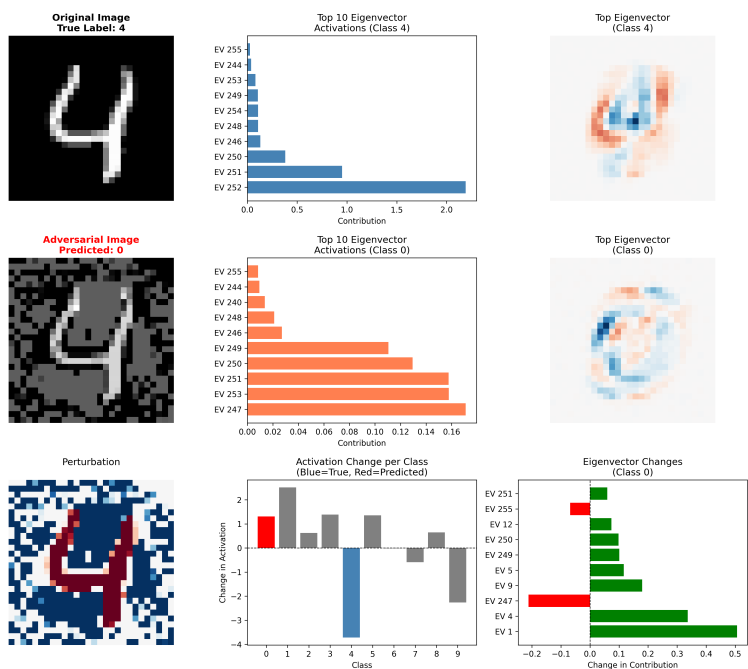 Original Image
True Label: 4
Top 10 Eigenvector
Activations (Class 4)
EV 255
EV 244
EV 253
EV 249
EV 254
EV 248
EV 246
EV 250
EV 251
EV 252
0.0 0.5 1.0 1.5 2.0
Contribution
Top Eigenvector
(Class 4)
Adversarial Image
Predicted: 0
Top 10 Eigenvector
Activations (Class 0)
EV 255
EV 244
EV 240
EV 248
EV 246
EV 249
EV 250
EV 251
EV 253
EV 247
0.00 0.02 0.04 0.06 0.08 0.10 0.12 0.14 0.16
Contribution
Top Eigenvector
(Class 0)
Perturbation
Activation Change per Class
(Blue=True, Red=Predicted)
Change in Activation
2
1
0
−1
−2
−3
−4
0 1 2 3 4 5 6 7 8 9
Class
Eigenvector Changes
(Class 0)
EV 251
EV 255
EV 12
EV 250
EV 249
EV 5
EV 9
EV 247
EV 4
EV 1
−0.2 −0.1 0.0 0.1 0.2 0.3 0.4 0.5
Change in Contribution